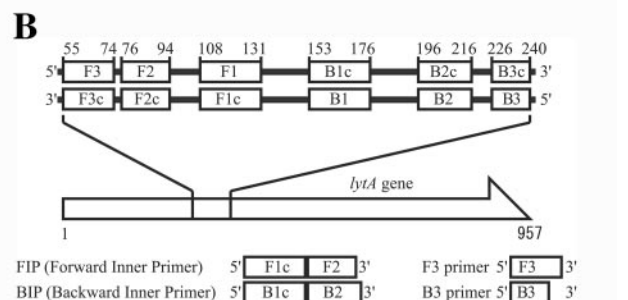 B
55 74 76 94 108 131 153 176 196 216 226 240
5' F3 F2 F1 B1c B2c B3c 3'
3' F3c F2c F1c B1 B2 B3 5'
lytA gene
1 957
FIP (Forward Inner Primer) 5' F1c F2 3' F3 primer 5' F3 3'
BIP (Backward Inner Primer) 5' B1c B2 3' B3 primer 5' B3 3'